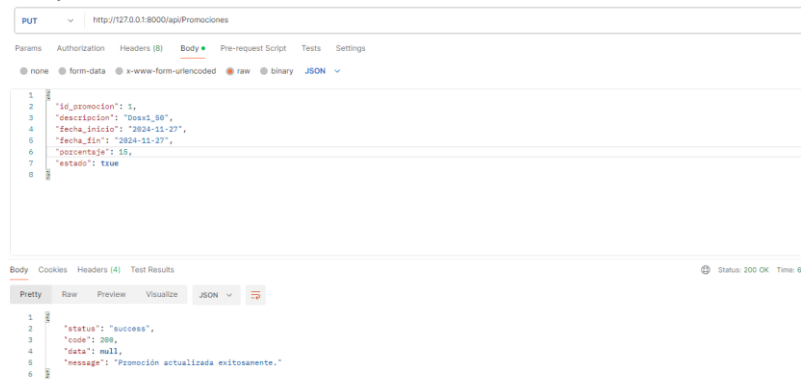 PUT http://127.0.0.1:8000/api/Promociones
Params Authorization Headers (8) Body Pre-request Script Tests Settings
none form-data x-www-form-urlencoded raw binary JSON
1 {
2 "id_promocion": 1,
3 "descripcion": "Dosx1_50",
4 "fecha_inicio": "2024-11-27",
5 "fecha_fin": "2024-11-27",
6 "porcentaje": 15,
7 "estado": true
8 }
Body Cookies Headers (4) Test Results Status: 200 OK Time: 6
Pretty Raw Preview Visualize JSON
1 {
2 "status": "success",
3 "code": 200,
4 "data": null,
5 "message": "Promoción actualizada exitosamente."
6 }